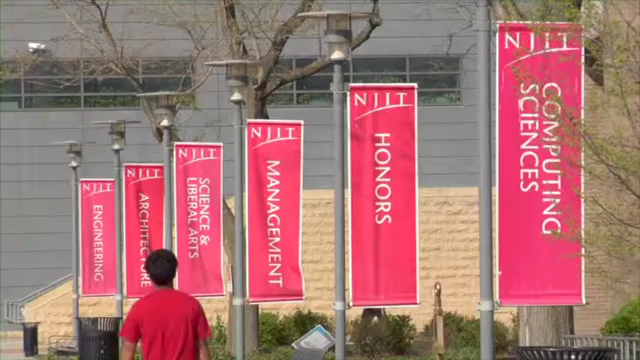 NJIT
ENGINEERING
NJIT
ARCHITECTURE
NJIT
SCIENCE &
LIBERAL ARTS
NJIT
MANAGEMENT
NJIT
HONORS
NJIT
COMPUTING
SCIENCES